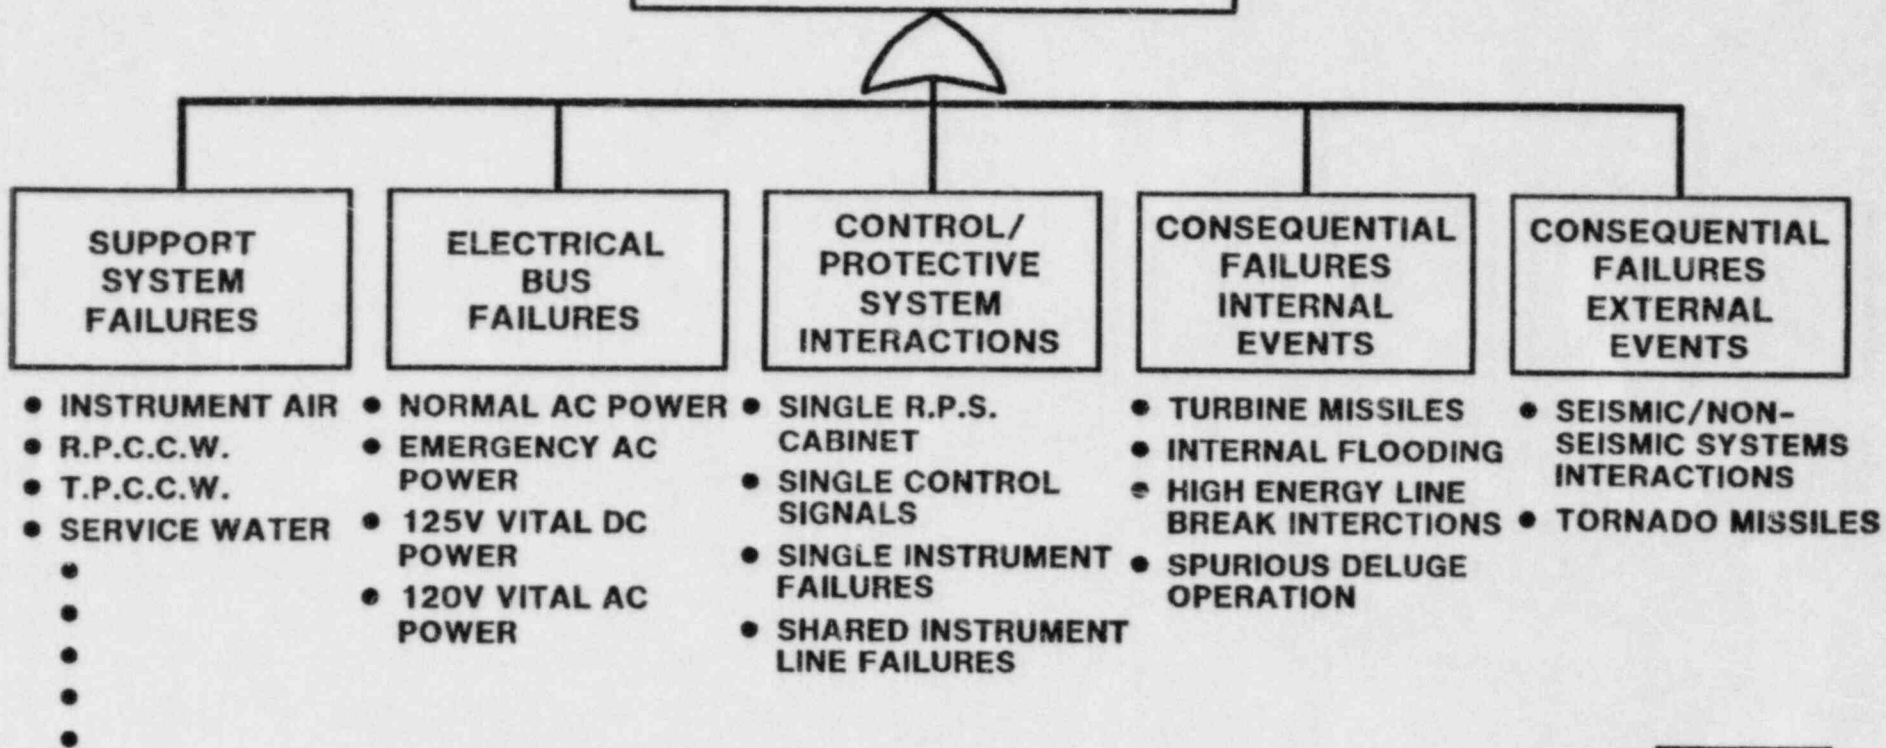 SUPPORT
SYSTEM
FAILURES
● INSTRUMENT AIR
● R.P.C.C.W.
● T.P.C.C.W.
● SERVICE WATER
●
●
●
●
●
ELECTRICAL
BUS
FAILURES
● NORMAL AC POWER
● EMERGENCY AC
POWER
● 125V VITAL DC
POWER
● 120V VITAL AC
POWER
CONTROL/
PROTECTIVE
SYSTEM
INTERACTIONS
● SINGLE R.P.S.
CABINET
● SINGLE CONTROL
SIGNALS
● SINGLE INSTRUMENT
FAILURES
● SHARED INSTRUMENT
LINE FAILURES
CONSEQUENTIAL
FAILURES
INTERNAL
EVENTS
● TURBINE MISSILES
● INTERNAL FLOODING
● HIGH ENERGY LINE
BREAK INTERCTIONS
● SPURIOUS DELUGE
OPERATION
CONSEQUENTIAL
FAILURES
EXTERNAL
EVENTS
● SEISMIC/NON-
SEISMIC SYSTEMS
INTERACTIONS
● TORNADO MISSILES